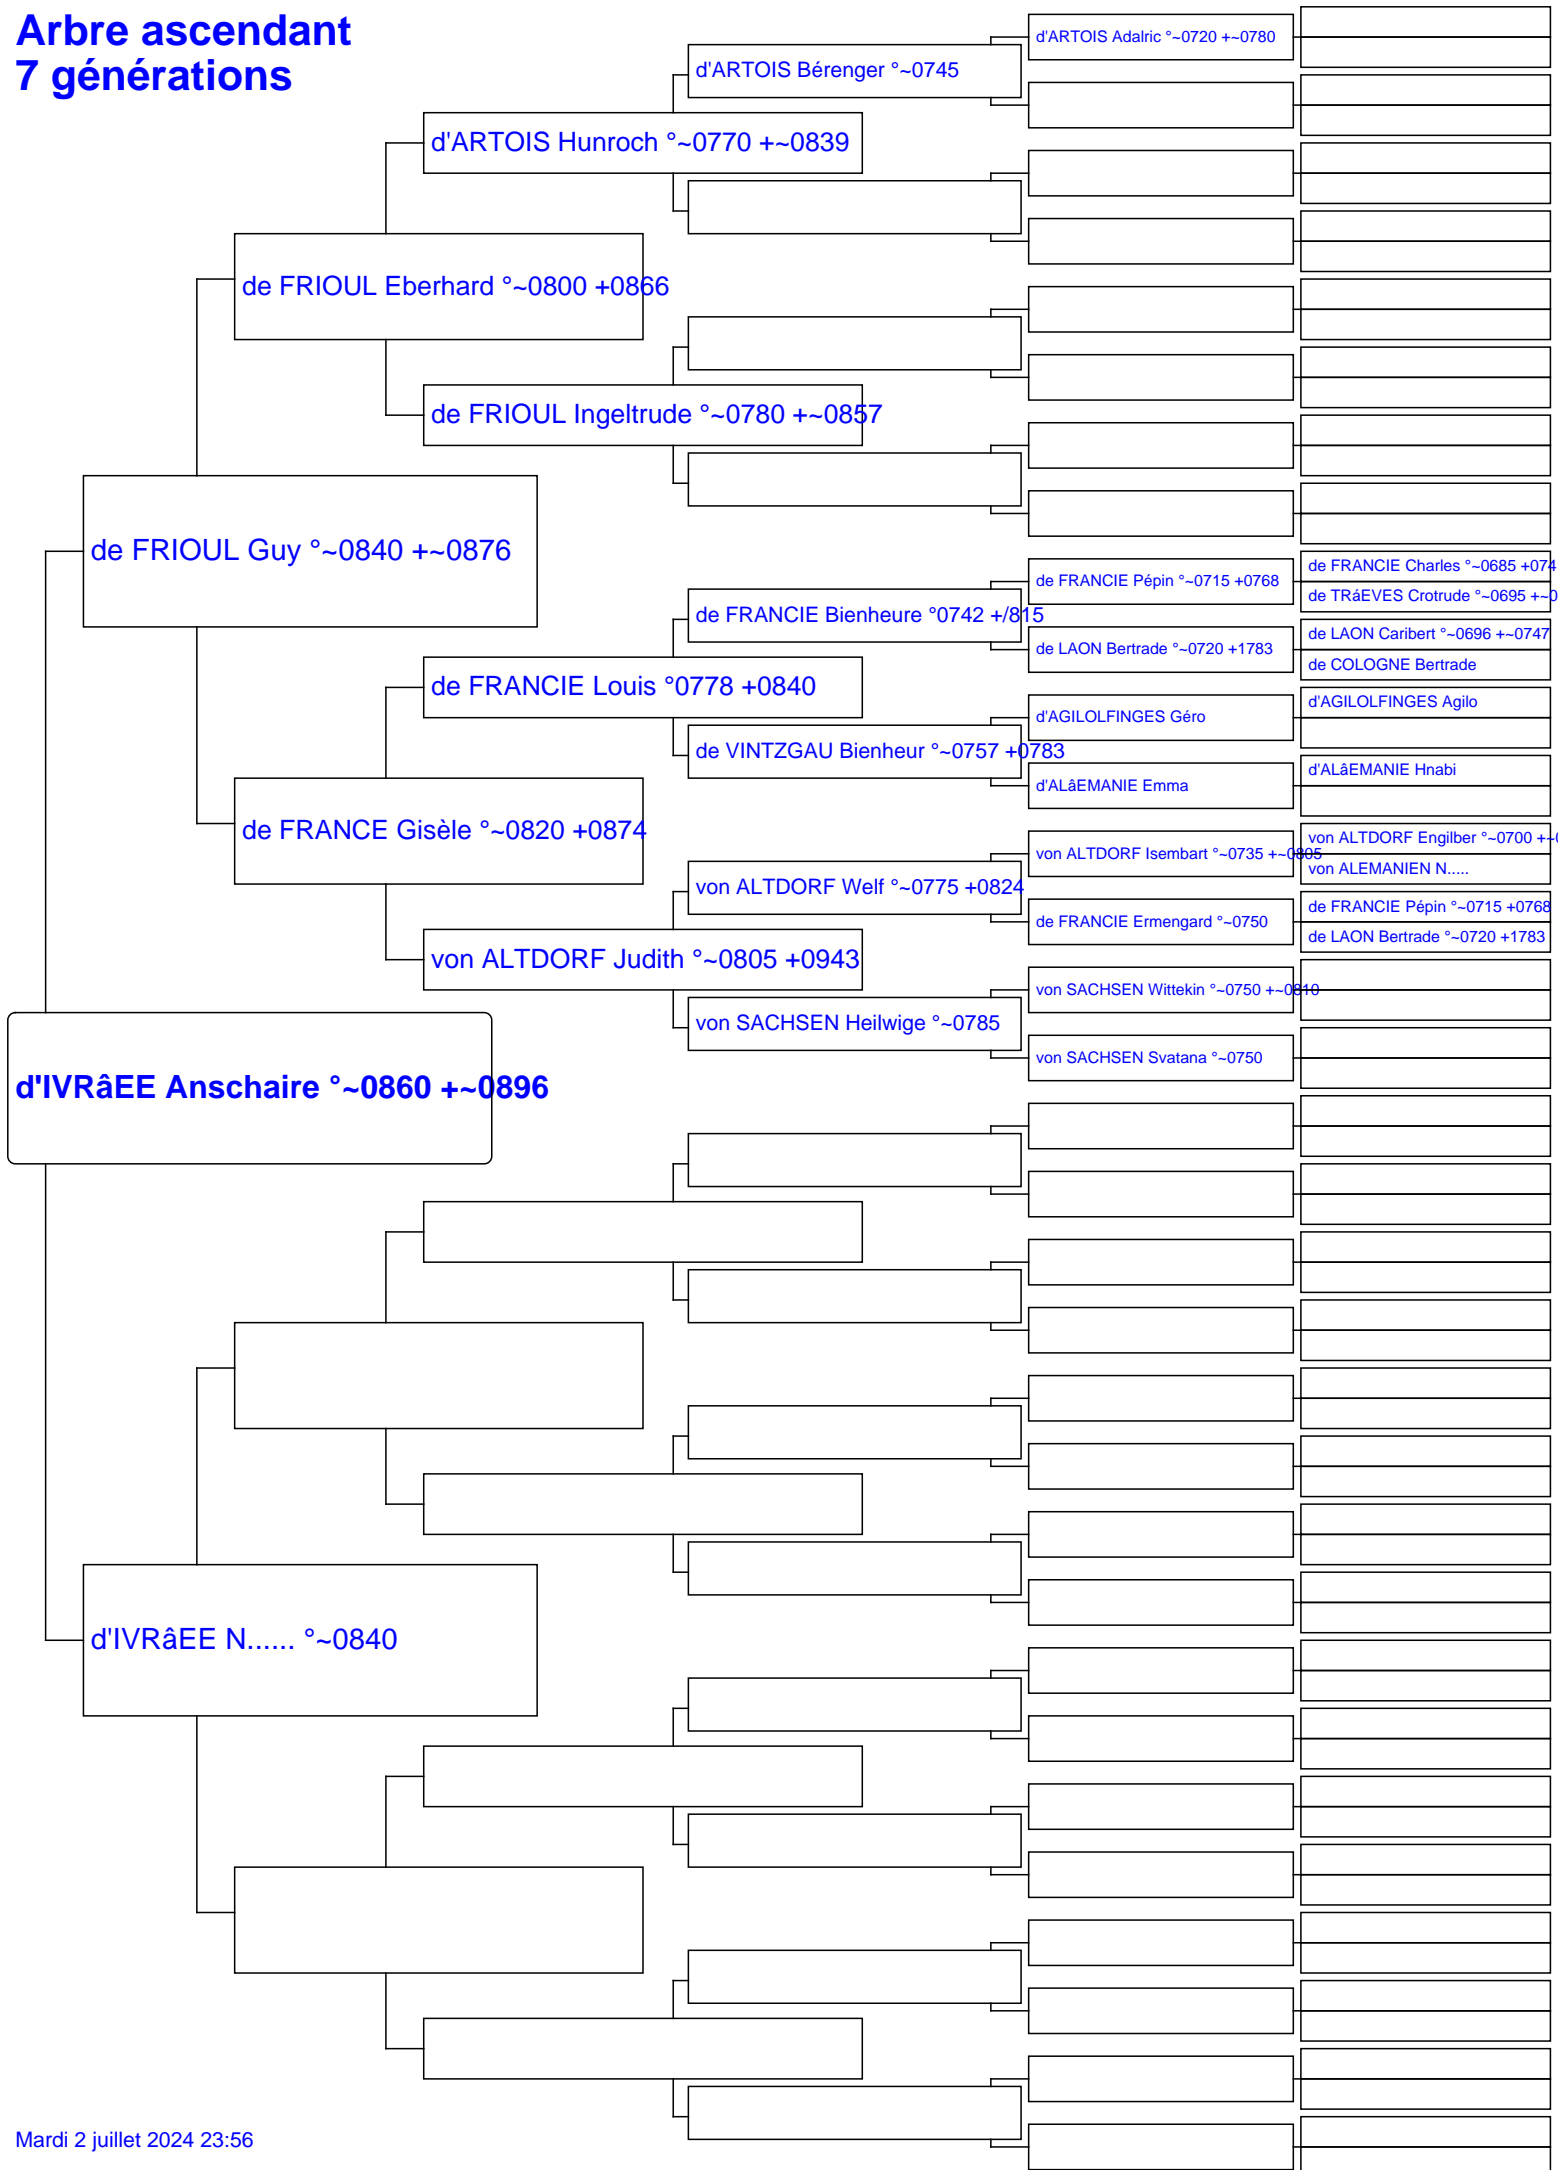 Arbre ascendant
7 générations
d'ARTOIS Adalric °~0720 +~0780
d'ARTOIS Bérenger °~0745
d'ARTOIS Hunroch °~0770 +~0839
de FRIOUL Eberhard °~0800 +0866
de FRIOUL Ingeltrude °~0780 +~0857
de FRIOUL Guy °~0840 +~0876
de FRANCIE Charles °~0685 +074
de FRANCIE Pépin °~0715 +0768
de TRáEVES Crotrude °~0695 +~0
de FRANCIE Bienheure °0742 +/815
de LAON Caribert °~0696 +~0747
de LAON Bertrade °~0720 +1783
de COLOGNE Bertrade
de FRANCIE Louis °0778 +0840
d'AGILOLFINGES Agilo
d'AGILOLFINGES Géro
de VINTZGAU Bienheur °~0757 +0783
d'ALâEMANIE Hnabi
d'ALâEMANIE Emma
de FRANCE Gisèle °~0820 +0874
von ALTDORF Engilber °~0700 +~0
von ALTDORF Isembart °~0735 +~0805
von ALEMANIEN N.....
von ALTDORF Welf °~0775 +0824
de FRANCIE Pépin °~0715 +0768
de FRANCIE Ermengard °~0750
de LAON Bertrade °~0720 +1783
von ALTDORF Judith °~0805 +0943
von SACHSEN Wittekin °~0750 +~0810
von SACHSEN Heilwige °~0785
von SACHSEN Svatana °~0750
d'IVRâEE Anschaire °~0860 +~0896
d'IVRâEE N...... °~0840
Mardi 2 juillet 2024 23:56